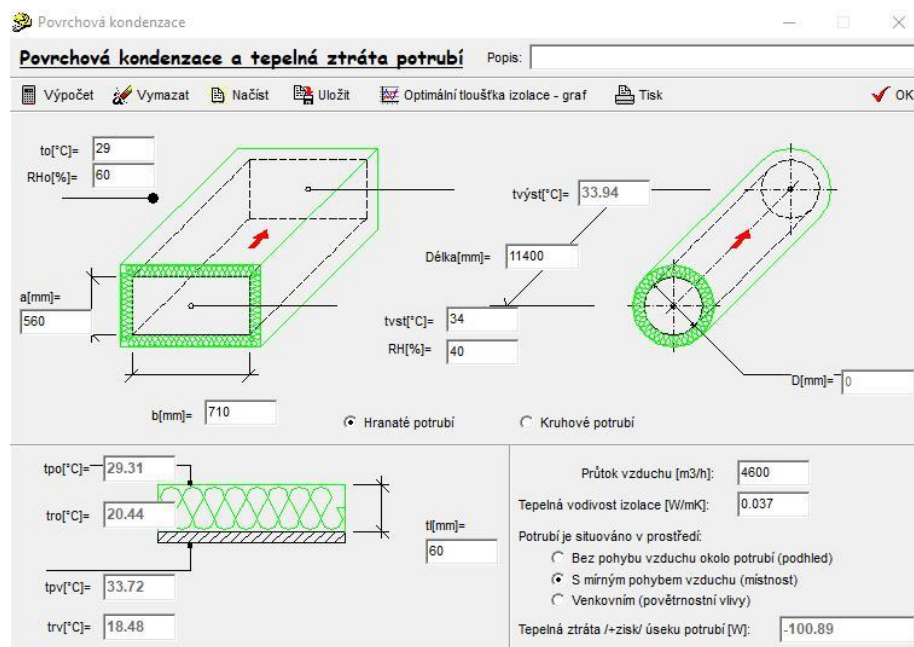 Povrchová kondenzace
Povrchová kondenzace a tepelná ztráta potrubí Popis:
Výpočet Vymazat Načíst Uložit Optimální tloušťka izolace - graf Tisk OK
to[°C]= 29
RHo[%]= 60
tvýst[°C]= 33.94
Délka[mm]= 11400
a[mm]=
560
tvst[°C]= 34
RH[%]= 40
D[mm]= 0
b[mm]= 710
Hranaté potrubí Kruhové potrubí
tpo[°C]= 29.31
tro[°C]= 20.44
tl[mm]=
60
tpv[°C]= 33.72
trv[°C]= 18.48
Průtok vzduchu [m3/h]: 4600
Tepelná vodivost izolace [W/mK]: 0.037
Potrubí je situováno v prostředí:
Bez pohybu vzduchu okolo potrubí (podhled)
S mírným pohybem vzduchu (místnost)
Venkovním (povětrnostní vlivy)
Tepelná ztráta /+zisk/ úseku potrubí [W]: -100.89